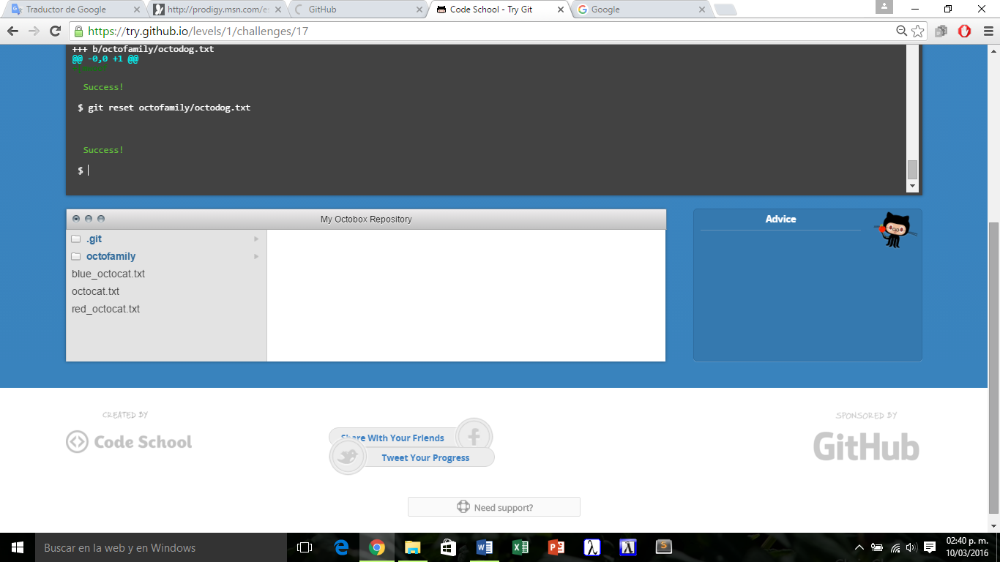 Traductor de Google
http://prodigy.msn.com/es
GitHub
Code School - Try Git
Google
https://try.github.io/levels/1/challenges/17
+++ b/octofamily/octodog.txt
@@ -0,0 +1 @@
Success!
$ git reset octofamily/octodog.txt
Success!
$
My Octobox Repository
.git
octofamily
blue_octocat.txt
octocat.txt
red_octocat.txt
Advice
CREATED BY
Code School
Share With Your Friends
Tweet Your Progress
SPONSORED BY
GitHub
Need support?
Buscar en la web y en Windows
02:40 p. m.
10/03/2016